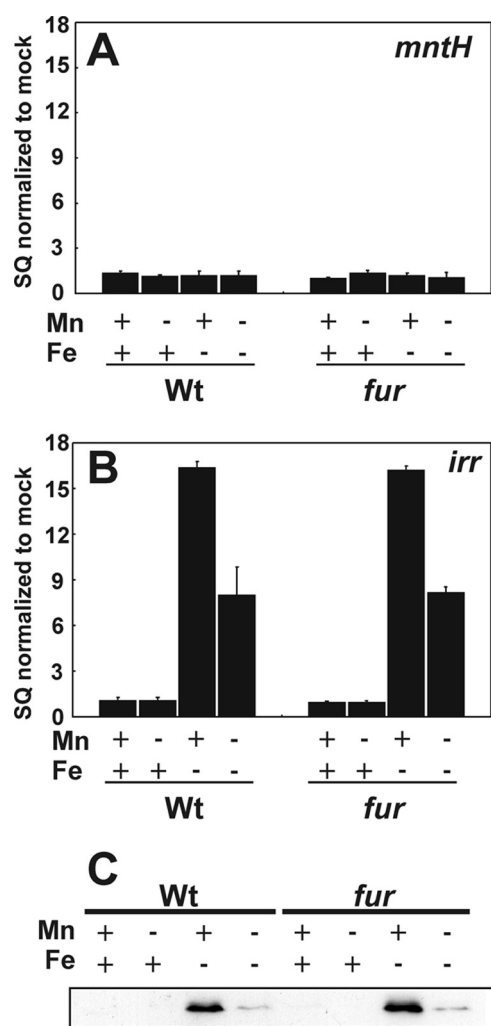 A
mntH
SQ normalized to mock
18
15
12
9
6
3
0
Mn + - + - + - + -
Fe + + - - + + - -
Wt fur
B
irr
SQ normalized to mock
18
15
12
9
6
3
0
Mn + - + - + - + -
Fe + + - - + + - -
Wt fur
C
Wt fur
Mn + - + - + - + -
Fe + + - - + + - -